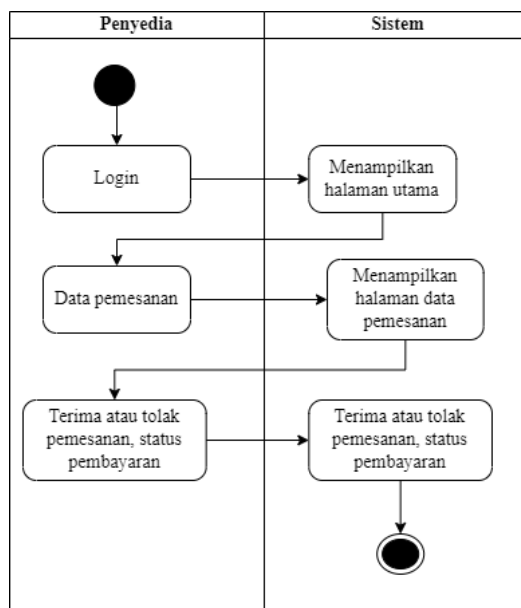 Penyedia
Sistem
Login
Menampilkan
halaman utama
Data pemesanan
Menampilkan
halaman data
pemesanan
Terima atau tolak
pemesanan, status
pembayaran
Terima atau tolak
pemesanan, status
pembayaran